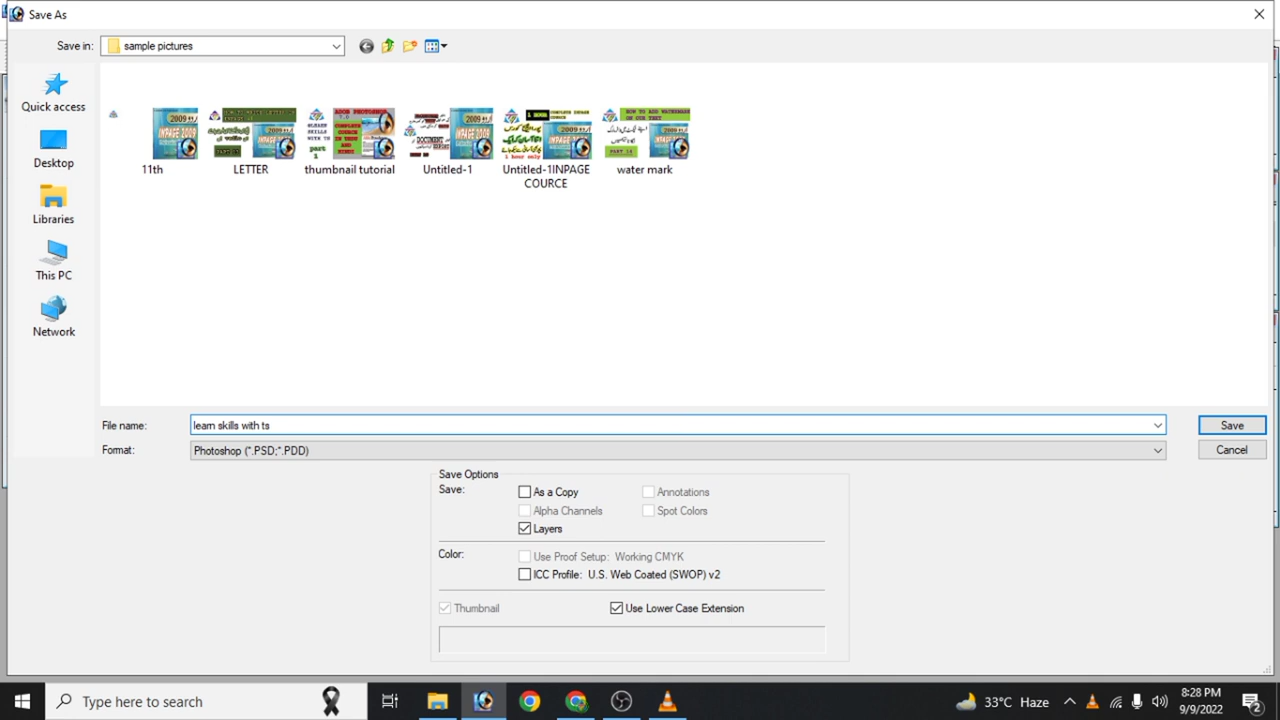 Save As
Save in:
sample pictures
Quick access
Desktop
Libraries
This PC
Network
11th
LETTER
thumbnail tutorial
Untitled-1
Untitled-1INPAGE
COURCE
water mark
File name:
learn skills with ts
Save
Format:
Photoshop (*.PSD;*.PDD)
Cancel
Save Options
Save:
As a Copy
Annotations
Alpha Channels
Spot Colors
Layers
Color:
Use Proof Setup: Working CMYK
ICC Profile: U.S. Web Coated (SWOP) v2
Thumbnail
Use Lower Case Extension
Type here to search
33°C Haze
8:28 PM
9/9/2022
2